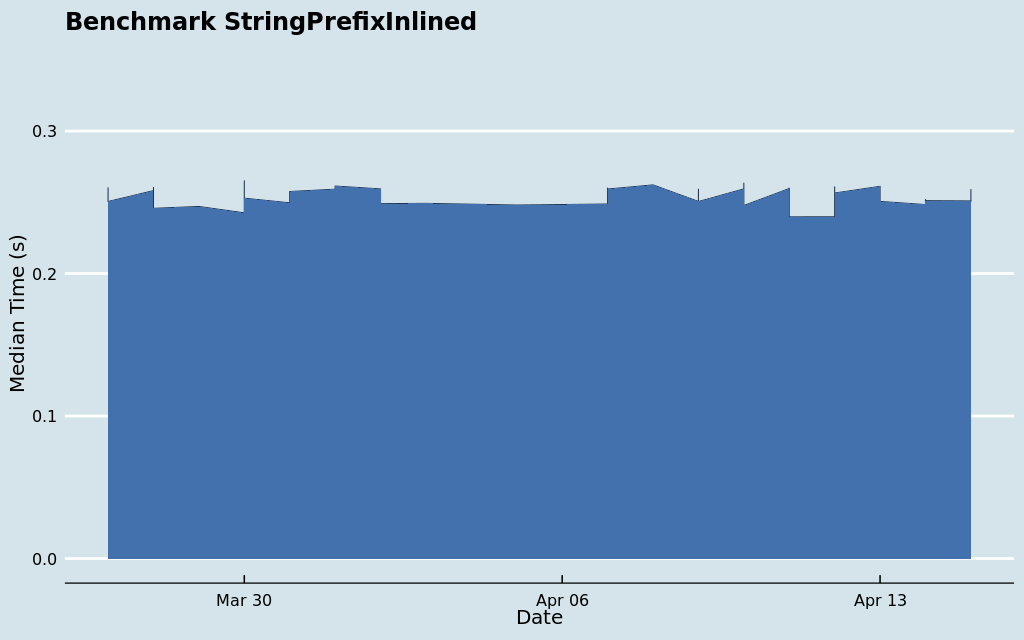 Benchmark StringPrefixInlined
0.3
0.2
0.1
0.0
Median Time (s)
Mar 30
Apr 06
Apr 13
Date